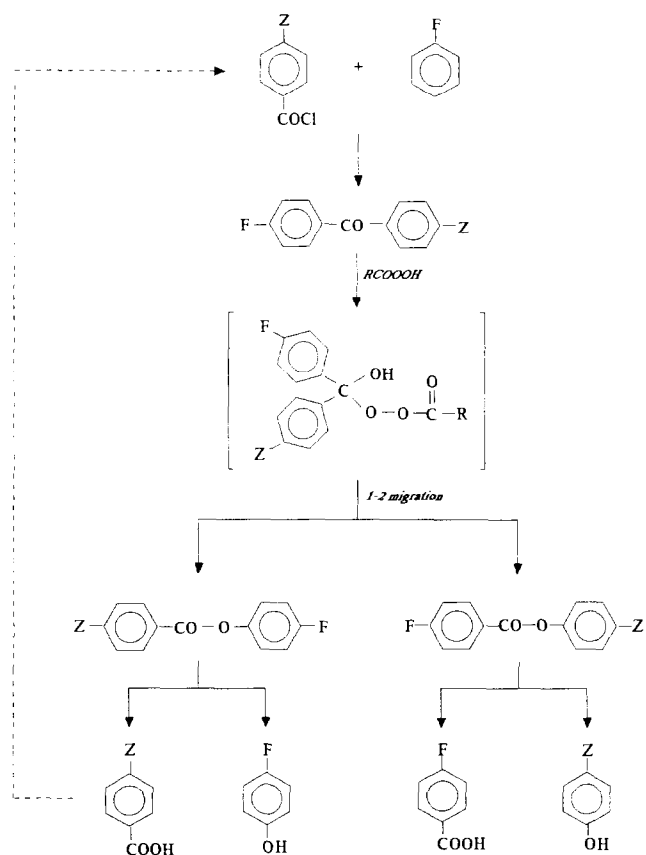 Z F
+
COCl
F CO Z
RCOOOH
F
OH
O
C
O O C R
Z
1-2 migration
Z CO O F
F CO O Z
Z F F Z
COOH OH COOH OH